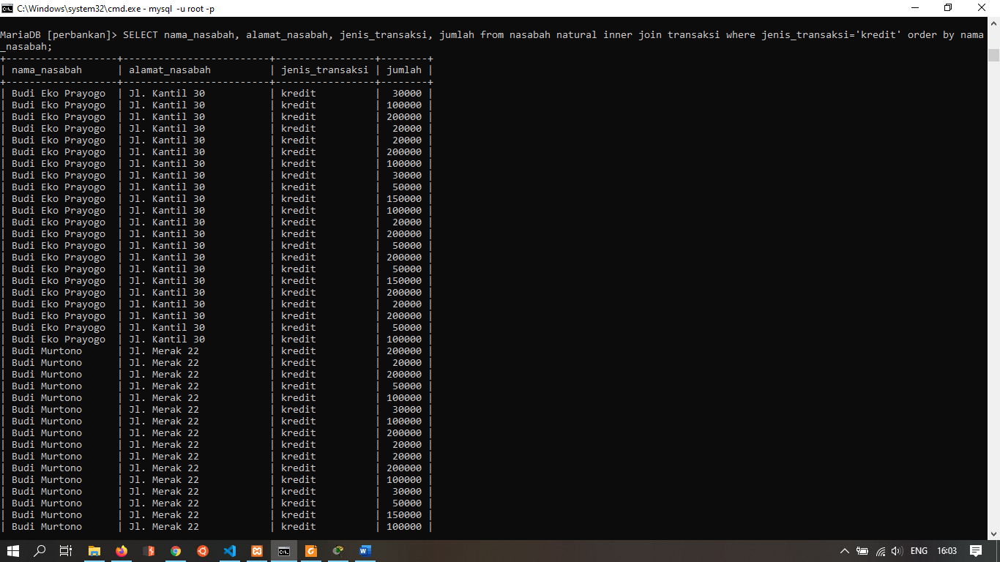 C:\Windows\system32\cmd.exe - mysql  -u root -p
MariaDB [perbankan]> SELECT nama_nasabah, alamat_nasabah, jenis_transaksi, jumlah from nasabah natural inner join transaksi where jenis_transaksi='kredit' order by nama
_nasabah;
+-------------------+-------------------------+-----------------+--------+
| nama_nasabah      | alamat_nasabah          | jenis_transaksi | jumlah |
+-------------------+-------------------------+-----------------+--------+
| Budi Eko Prayogo  | Jl. Kantil 30           | kredit          |  30000 |
| Budi Eko Prayogo  | Jl. Kantil 30           | kredit          | 100000 |
| Budi Eko Prayogo  | Jl. Kantil 30           | kredit          | 200000 |
| Budi Eko Prayogo  | Jl. Kantil 30           | kredit          |  20000 |
| Budi Eko Prayogo  | Jl. Kantil 30           | kredit          |  20000 |
| Budi Eko Prayogo  | Jl. Kantil 30           | kredit          | 200000 |
| Budi Eko Prayogo  | Jl. Kantil 30           | kredit          | 100000 |
| Budi Eko Prayogo  | Jl. Kantil 30           | kredit          |  30000 |
| Budi Eko Prayogo  | Jl. Kantil 30           | kredit          |  50000 |
| Budi Eko Prayogo  | Jl. Kantil 30           | kredit          | 150000 |
| Budi Eko Prayogo  | Jl. Kantil 30           | kredit          | 100000 |
| Budi Eko Prayogo  | Jl. Kantil 30           | kredit          |  20000 |
| Budi Eko Prayogo  | Jl. Kantil 30           | kredit          | 200000 |
| Budi Eko Prayogo  | Jl. Kantil 30           | kredit          |  50000 |
| Budi Eko Prayogo  | Jl. Kantil 30           | kredit          | 200000 |
| Budi Eko Prayogo  | Jl. Kantil 30           | kredit          |  50000 |
| Budi Eko Prayogo  | Jl. Kantil 30           | kredit          | 150000 |
| Budi Eko Prayogo  | Jl. Kantil 30           | kredit          | 200000 |
| Budi Eko Prayogo  | Jl. Kantil 30           | kredit          |  20000 |
| Budi Eko Prayogo  | Jl. Kantil 30           | kredit          | 200000 |
| Budi Eko Prayogo  | Jl. Kantil 30           | kredit          |  50000 |
| Budi Eko Prayogo  | Jl. Kantil 30           | kredit          | 100000 |
| Budi Murtono      | Jl. Merak 22            | kredit          | 200000 |
| Budi Murtono      | Jl. Merak 22            | kredit          |  20000 |
| Budi Murtono      | Jl. Merak 22            | kredit          | 200000 |
| Budi Murtono      | Jl. Merak 22            | kredit          |  50000 |
| Budi Murtono      | Jl. Merak 22            | kredit          | 100000 |
| Budi Murtono      | Jl. Merak 22            | kredit          |  30000 |
| Budi Murtono      | Jl. Merak 22            | kredit          | 100000 |
| Budi Murtono      | Jl. Merak 22            | kredit          | 200000 |
| Budi Murtono      | Jl. Merak 22            | kredit          |  20000 |
| Budi Murtono      | Jl. Merak 22            | kredit          |  20000 |
| Budi Murtono      | Jl. Merak 22            | kredit          | 200000 |
| Budi Murtono      | Jl. Merak 22            | kredit          | 100000 |
| Budi Murtono      | Jl. Merak 22            | kredit          |  30000 |
| Budi Murtono      | Jl. Merak 22            | kredit          |  50000 |
| Budi Murtono      | Jl. Merak 22            | kredit          | 150000 |
| Budi Murtono      | Jl. Merak 22            | kredit          | 100000 |
ENG 16:03